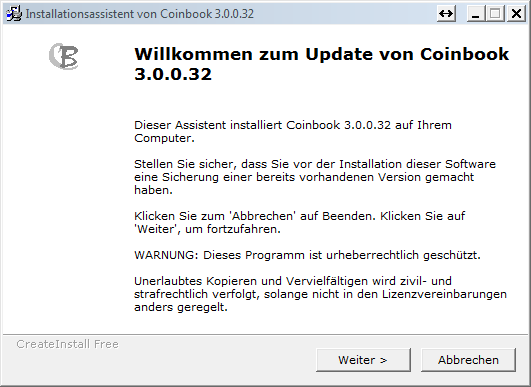 Installationsassistent von Coinbook 3.0.0.32
CB
Willkommen zum Update von Coinbook
3.0.0.32
Dieser Assistent installiert Coinbook 3.0.0.32 auf Ihrem
Computer.
Stellen Sie sicher, dass Sie vor der Installation dieser Software
eine Sicherung einer bereits vorhandenen Version gemacht
haben.
Klicken Sie zum 'Abbrechen' auf Beenden. Klicken Sie auf
'Weiter', um fortzufahren.
WARNUNG: Dieses Programm ist urheberrechtlich geschützt.
Unerlaubtes Kopieren und Vervielfältigen wird zivil- und
strafrechtlich verfolgt, solange nicht in den Lizenzvereinbarungen
anders geregelt.
CreateInstall Free
Weiter >
Abbrechen